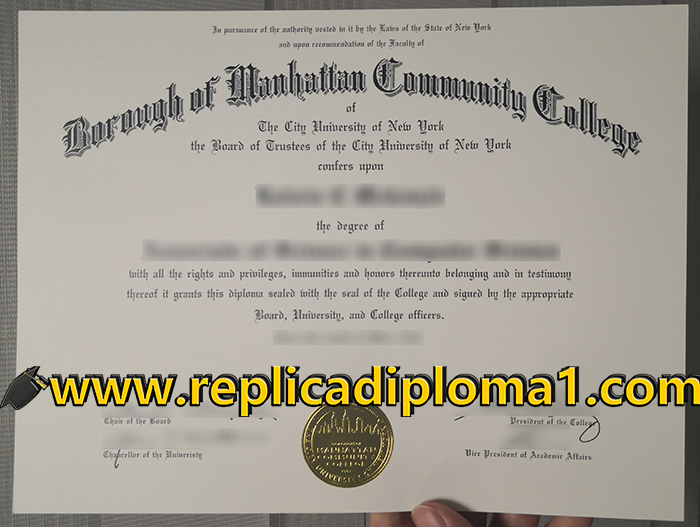 In pursuance of the authority vested in it by the Laws of the State of New York
and upon recommendation of the Faculty of
Borough of Manhattan Community College
of
The City University of New York
the Board of Trustees of the City University of New York
confers upon
the degree of
with all the rights and privileges, immunities and honors thereunto belonging and in testimony
thereof it grants this diploma sealed with the seal of the College and signed by the appropriate
Board, University, and College officers.
www.replicadiploma1.com
Chair of the Board
President of the College
MANHATTAN
COMMUNITY
COLLEGE
Chancellor of the Univeristy
Vice President of Academic Affairs